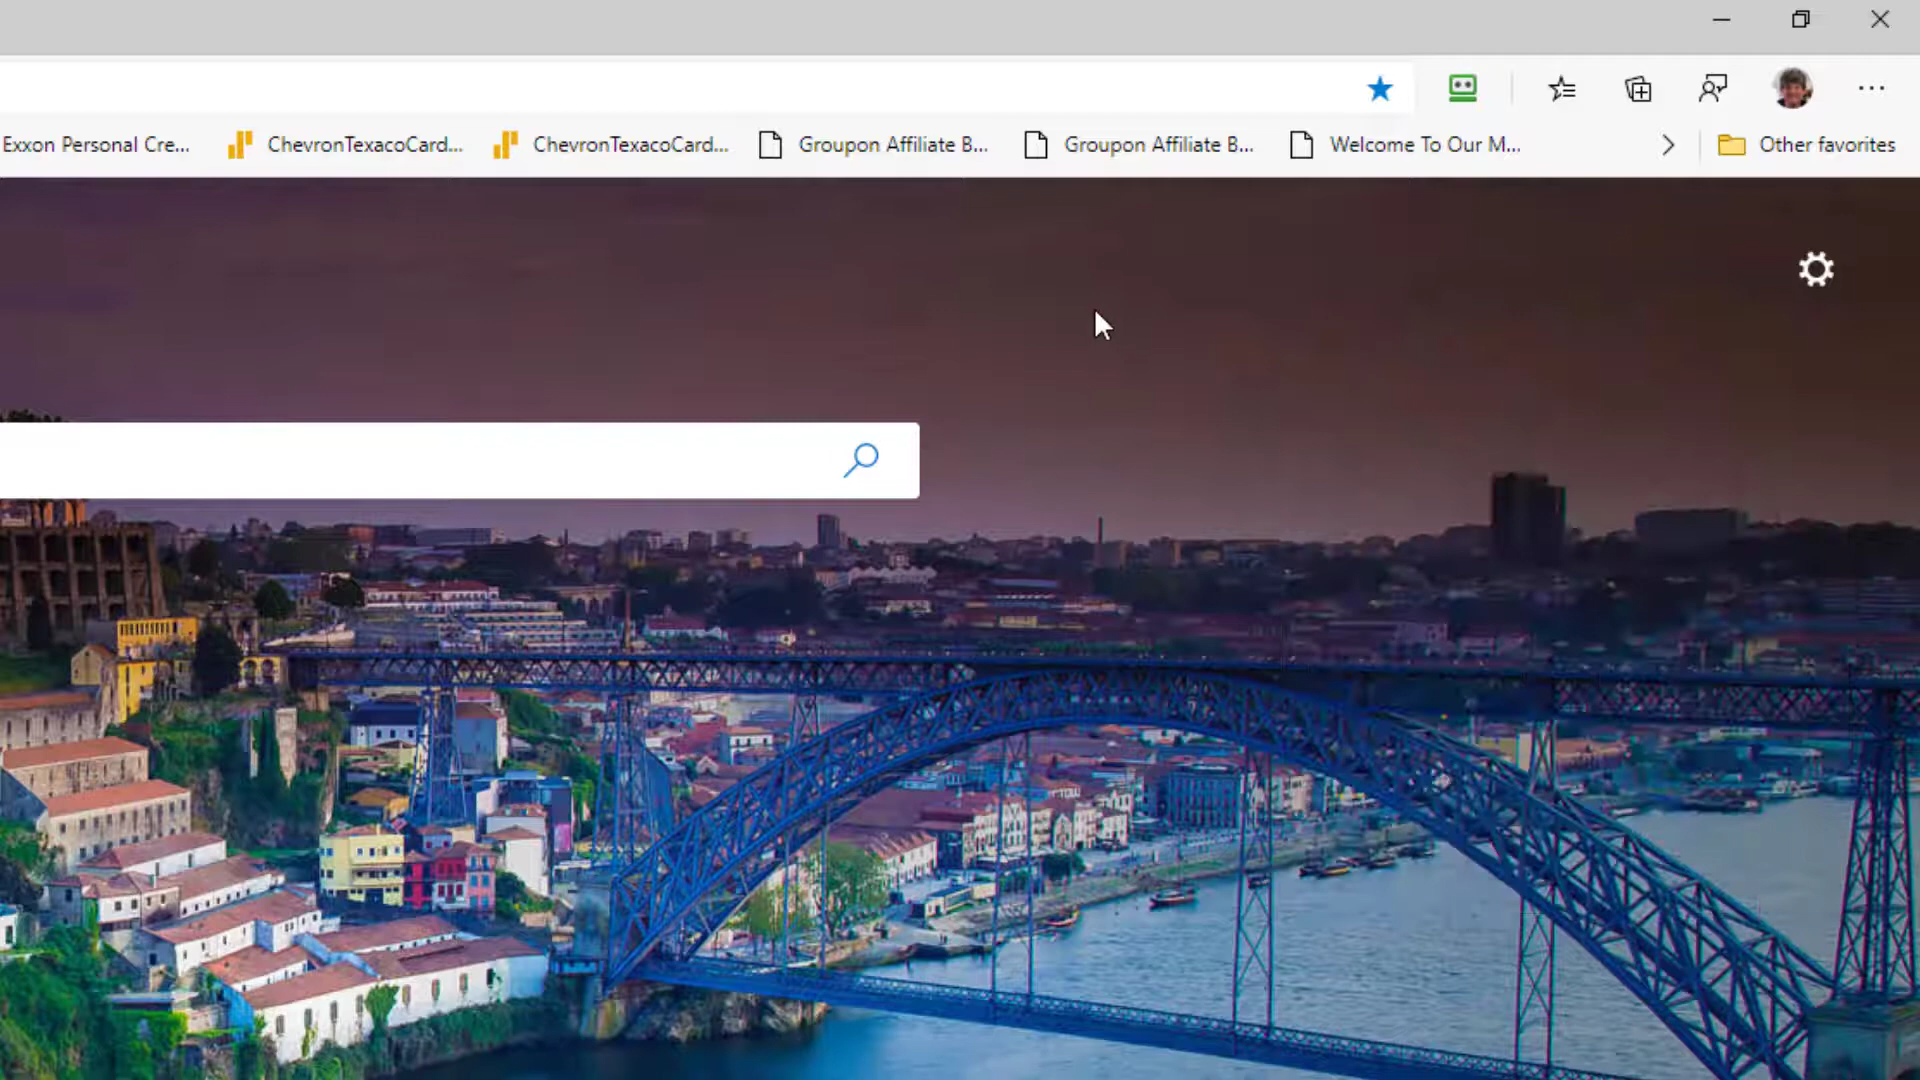 Exxon Personal Cre... ChevronTexacoCard... ChevronTexacoCard... Groupon Affiliate B... Groupon Affiliate B... Welcome To Our M... Other favorites